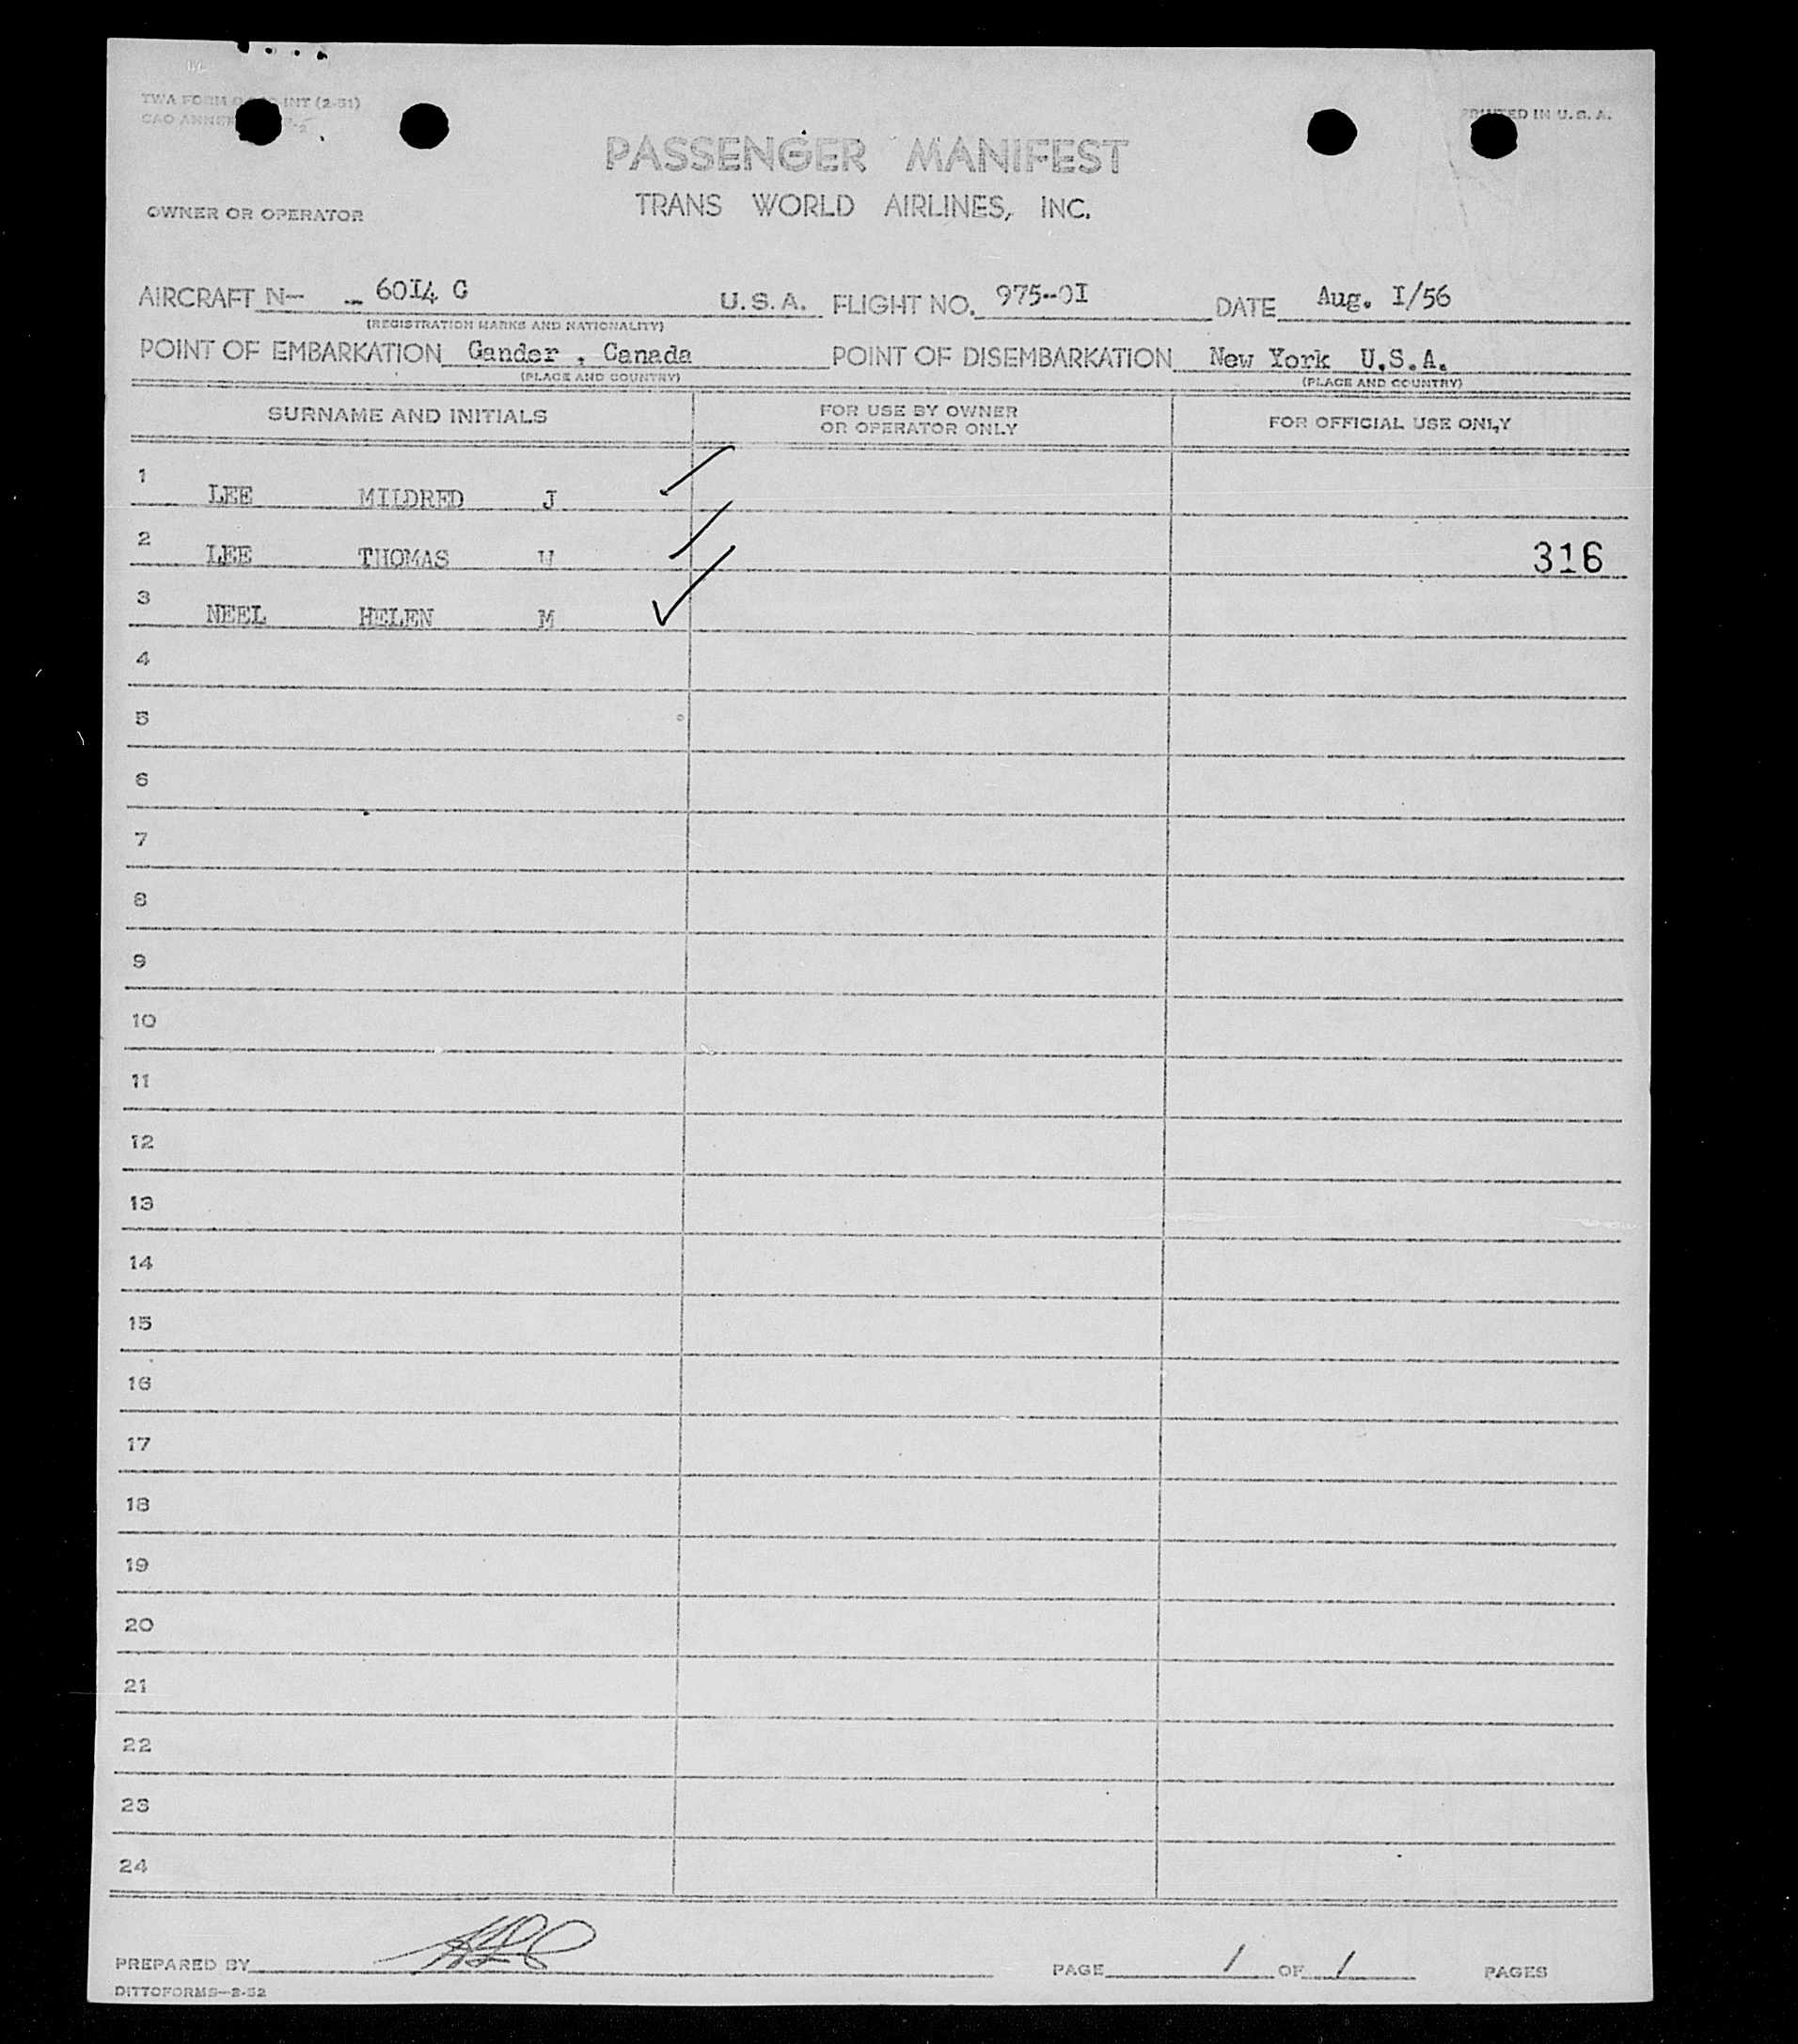 TWA FORM INT (2-51)
PRINTED IN U.S.A.
PASSENGER MANIFEST
TRANS WORLD AIRLINES, INC.
OWNER OR OPERATOR
AIRCRAFT N- - 60I4 C U.S.A. FLIGHT NO. 975-0I DATE Aug. I/56
(REGISTRATION MARKS AND NATIONALITY)
POINT OF EMBARKATION Gander , Canada POINT OF DISEMBARKATION New York U.S.A.
(PLACE AND COUNTRY) (PLACE AND COUNTRY)
SURNAME AND INITIALS FOR USE BY OWNER OR OPERATOR ONLY FOR OFFICIAL USE ONLY
1 LEE MILDRED J
2 LEE THOMAS W 316
3 NEEL HELEN M
4
5
6
7
8
9
10
11
12
13
14
15
16
17
18
19
20
21
22
23
24
PREPARED BY PAGE 1 OF 1 PAGES
DITTOFORMS-2-52